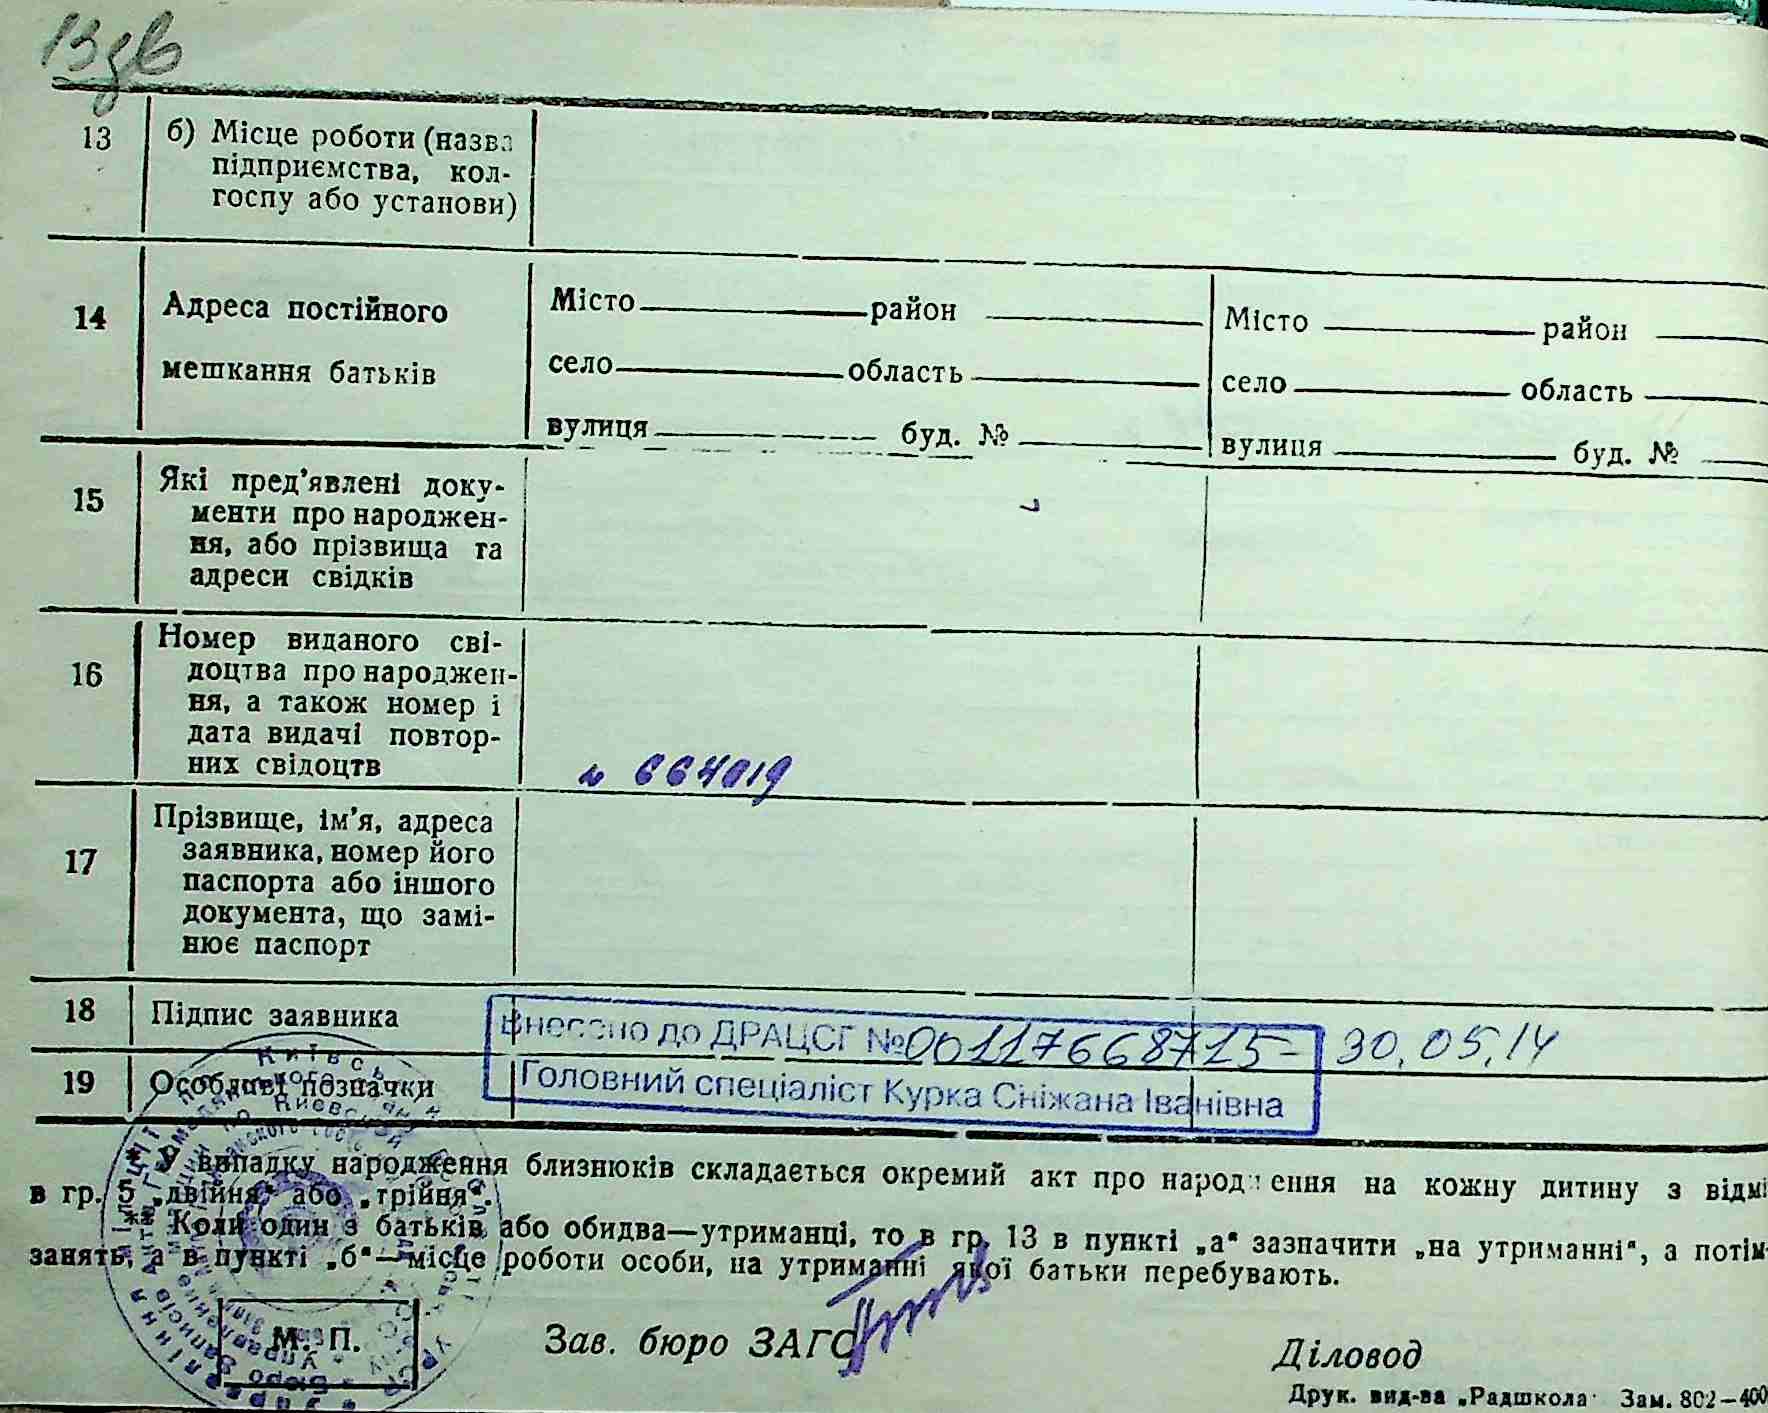 13
13 б) Місце роботи (назва
підприємства, кол-
госпу або установи)
14 Адреса постійного
мешкання батьків
Місто район
село область
вулиця буд. №
Місто район
село область
вулиця буд. №
15 Які пред'явлені доку-
менти про народжен-
ня, або прізвища та
адреси свідків
16 Номер виданого сві-
доцтва про народжен-
ня, а також номер і
дата видачі повтор-
них свідоцтв
№ 664019
17 Прізвище, ім'я, адреса
заявника, номер його
паспорта або іншого
документа, що замі-
нює паспорт
18 Підпис заявника
Внесено до ДРАЦСГ №00117668715- 30.05.14
19 Особливі позначки
Головний спеціаліст Курка Сніжана Іванівна
випадку народження близнюків складається окремий акт про народження на кожну дитину з відмі
в гр. 5 „двійня“ або „трійня“.
Коли один з батьків або обидва—утриманці, то в гр. 13 в пункті „а“ зазначити „на утриманні“, а потім
занять, а в пункті „б“—місце роботи особи, на утриманні якої батьки перебувають.
М. П.
Зав. бюро ЗАГС
Діловод
Друк. вид-ва „Радшкола“ Зам. 802—400